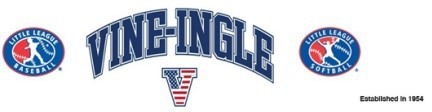 LITTLE LEAGUE
BASEBALL
VINE-INGLE
V
LITTLE LEAGUE
SOFTBALL
Established in 1954